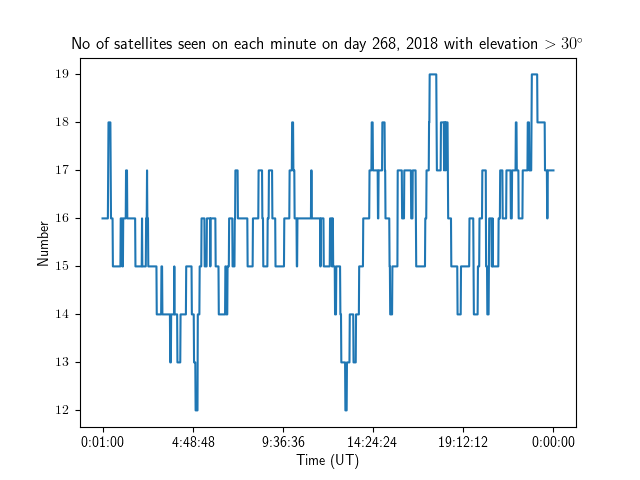 No of satellites seen on each minute on day 268, 2018 with elevation > 30°
19
18
17
16
15
14
13
12
Number
0:01:00 4:48:48 9:36:36 14:24:24 19:12:12 0:00:00
Time (UT)